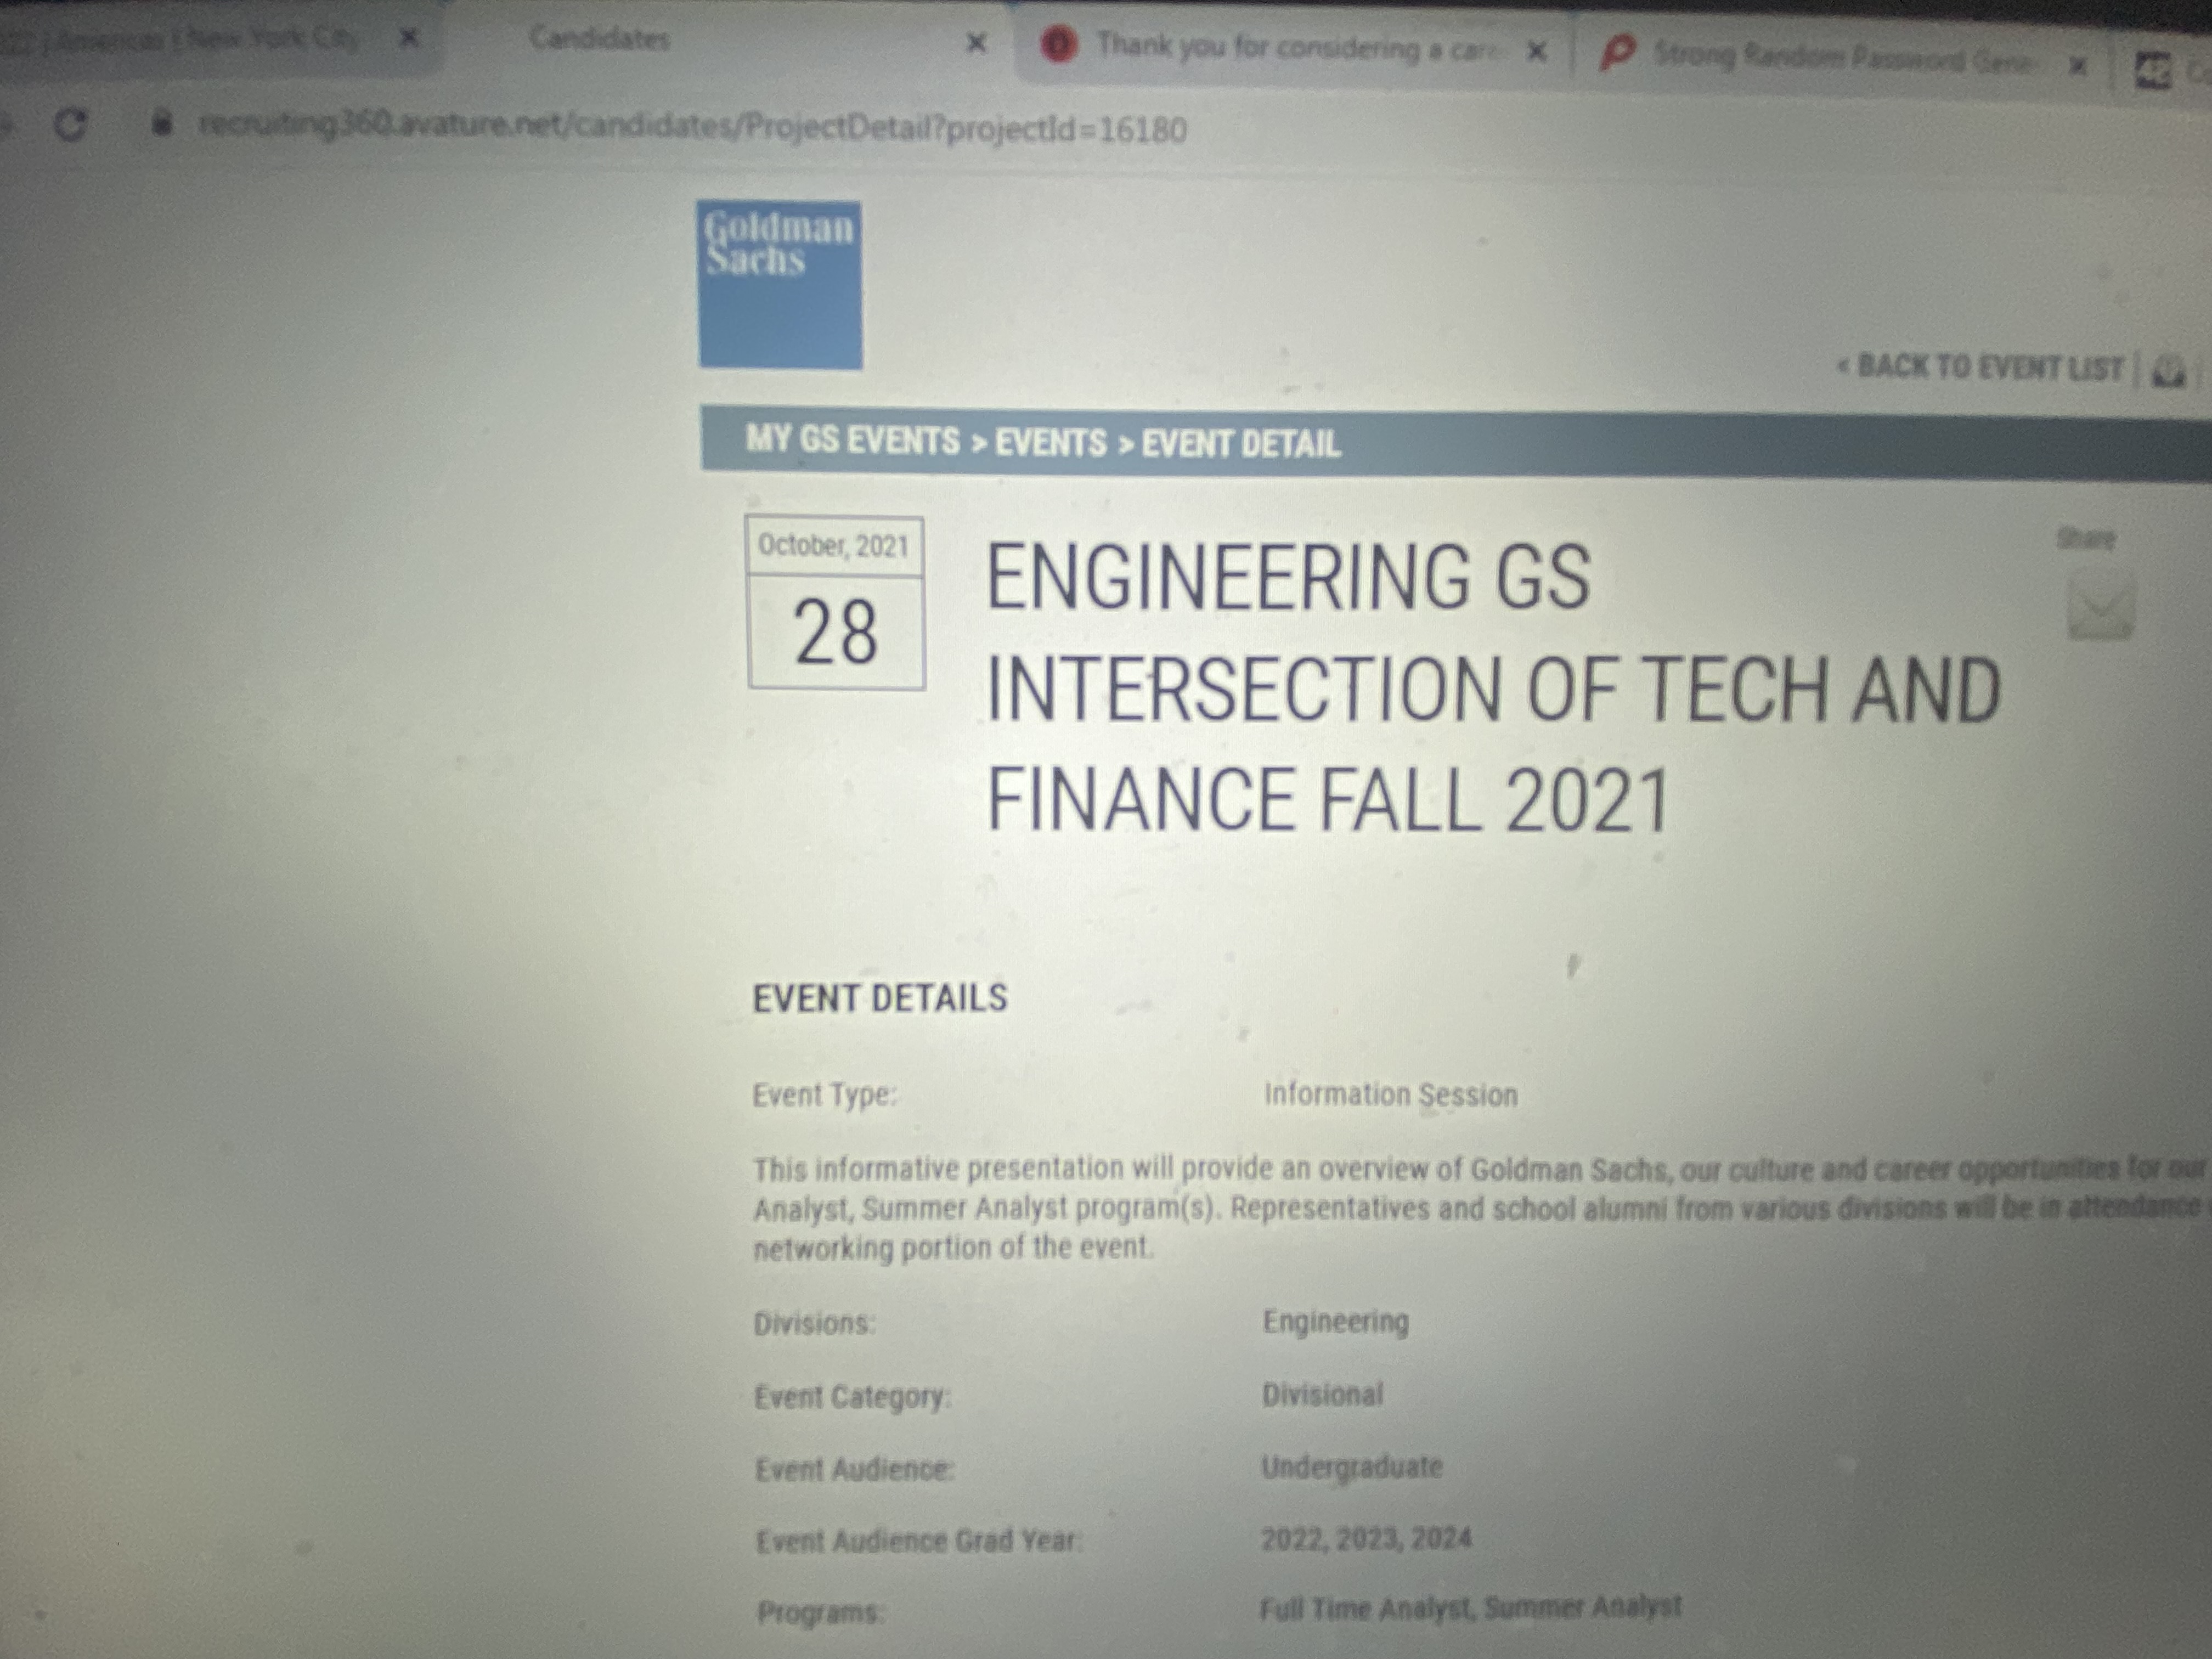 Americas | New York City
Candidates
Thank you for considering a care
Strong Random Password Gene
recruiting360.avature.net/candidates/ProjectDetail?projectId=16180
Goldman
Sachs
< BACK TO EVENT LIST
MY GS EVENTS > EVENTS > EVENT DETAIL
October, 2021
28
ENGINEERING GS
INTERSECTION OF TECH AND
FINANCE FALL 2021
Share
EVENT DETAILS
Event Type: Information Session
This informative presentation will provide an overview of Goldman Sachs, our culture and career opportunities for our
Analyst, Summer Analyst program(s). Representatives and school alumni from various divisions will be in attendance
networking portion of the event.
Divisions: Engineering
Event Category: Divisional
Event Audience: Undergraduate
Event Audience Grad Year: 2022, 2023, 2024
Programs: Full Time Analyst, Summer Analyst